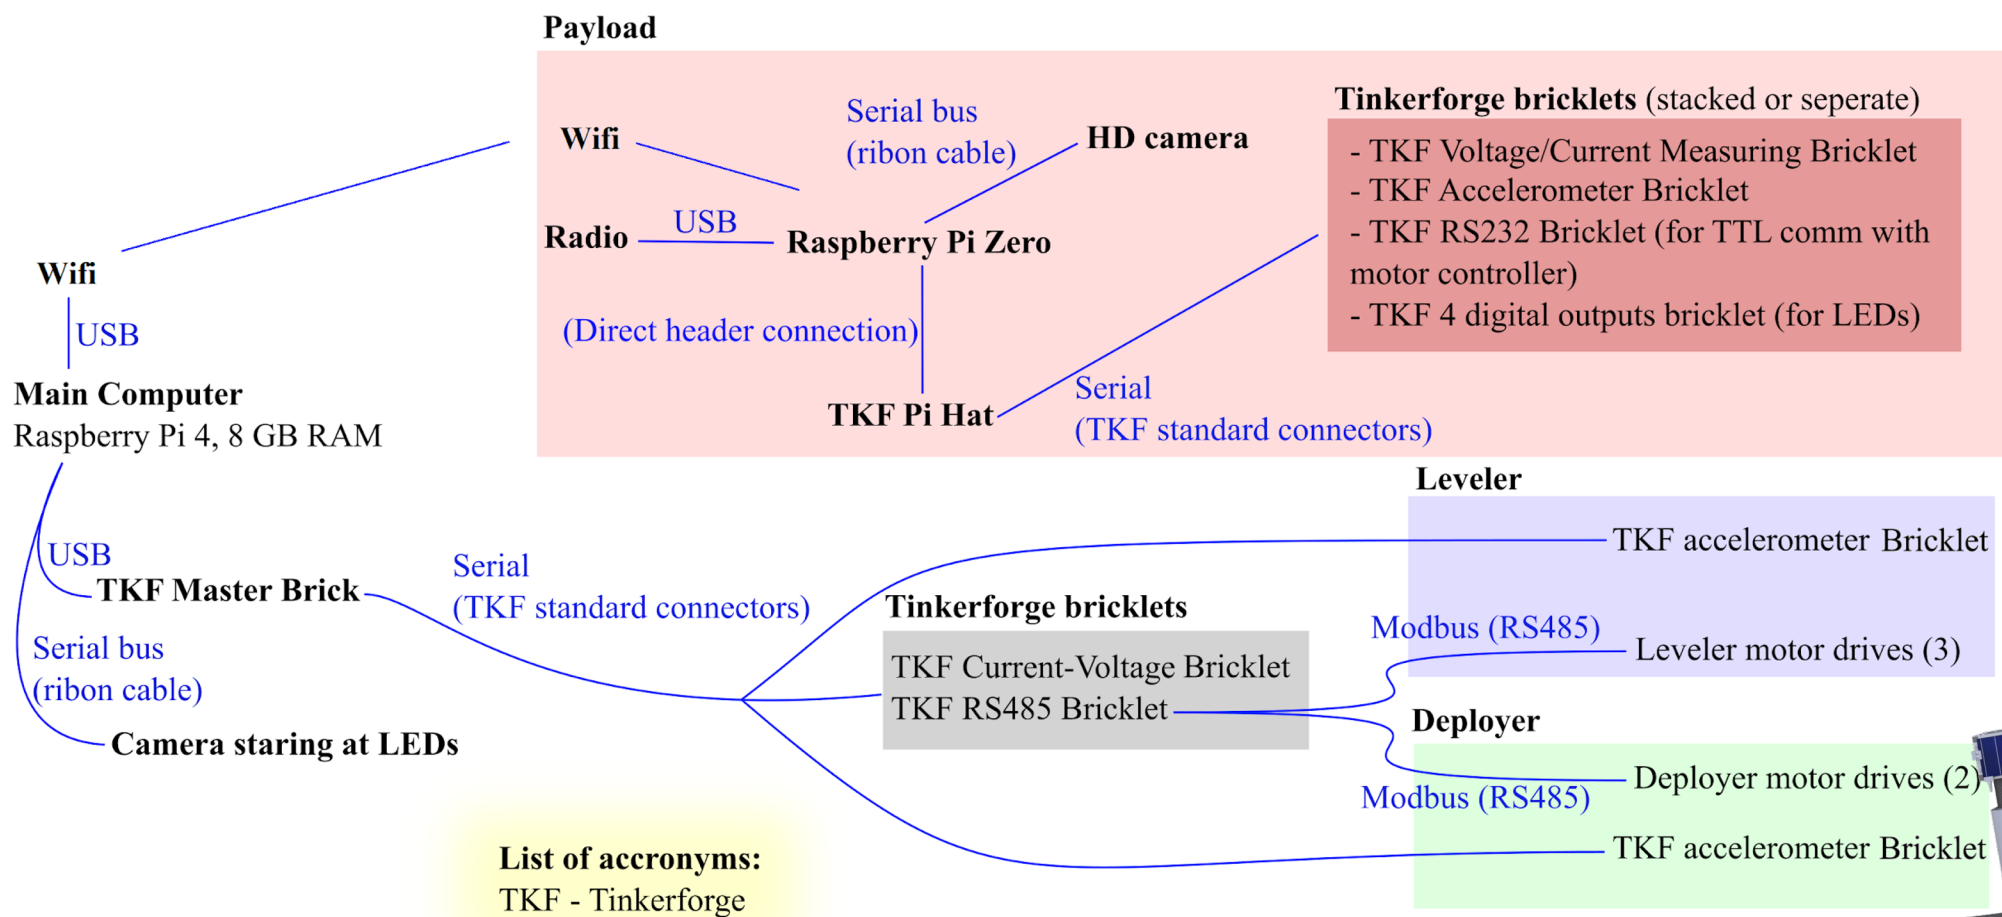 Payload
Wifi
Serial bus
(ribon cable)
HD camera
Radio
USB
Raspberry Pi Zero
(Direct header connection)
TKF Pi Hat
Serial
(TKF standard connectors)
Tinkerforge bricklets (stacked or seperate)
- TKF Voltage/Current Measuring Bricklet
- TKF Accelerometer Bricklet
- TKF RS232 Bricklet (for TTL comm with
motor controller)
- TKF 4 digital outputs bricklet (for LEDs)
Wifi
USB
Main Computer
Raspberry Pi 4, 8 GB RAM
USB
TKF Master Brick
Serial bus
(ribon cable)
Camera staring at LEDs
Serial
(TKF standard connectors)
Tinkerforge bricklets
TKF Current-Voltage Bricklet
TKF RS485 Bricklet
Leveler
TKF accelerometer Bricklet
Modbus (RS485)
Leveler motor drives (3)
Deployer
Deployer motor drives (2)
Modbus (RS485)
TKF accelerometer Bricklet
List of accronyms:
TKF - Tinkerforge